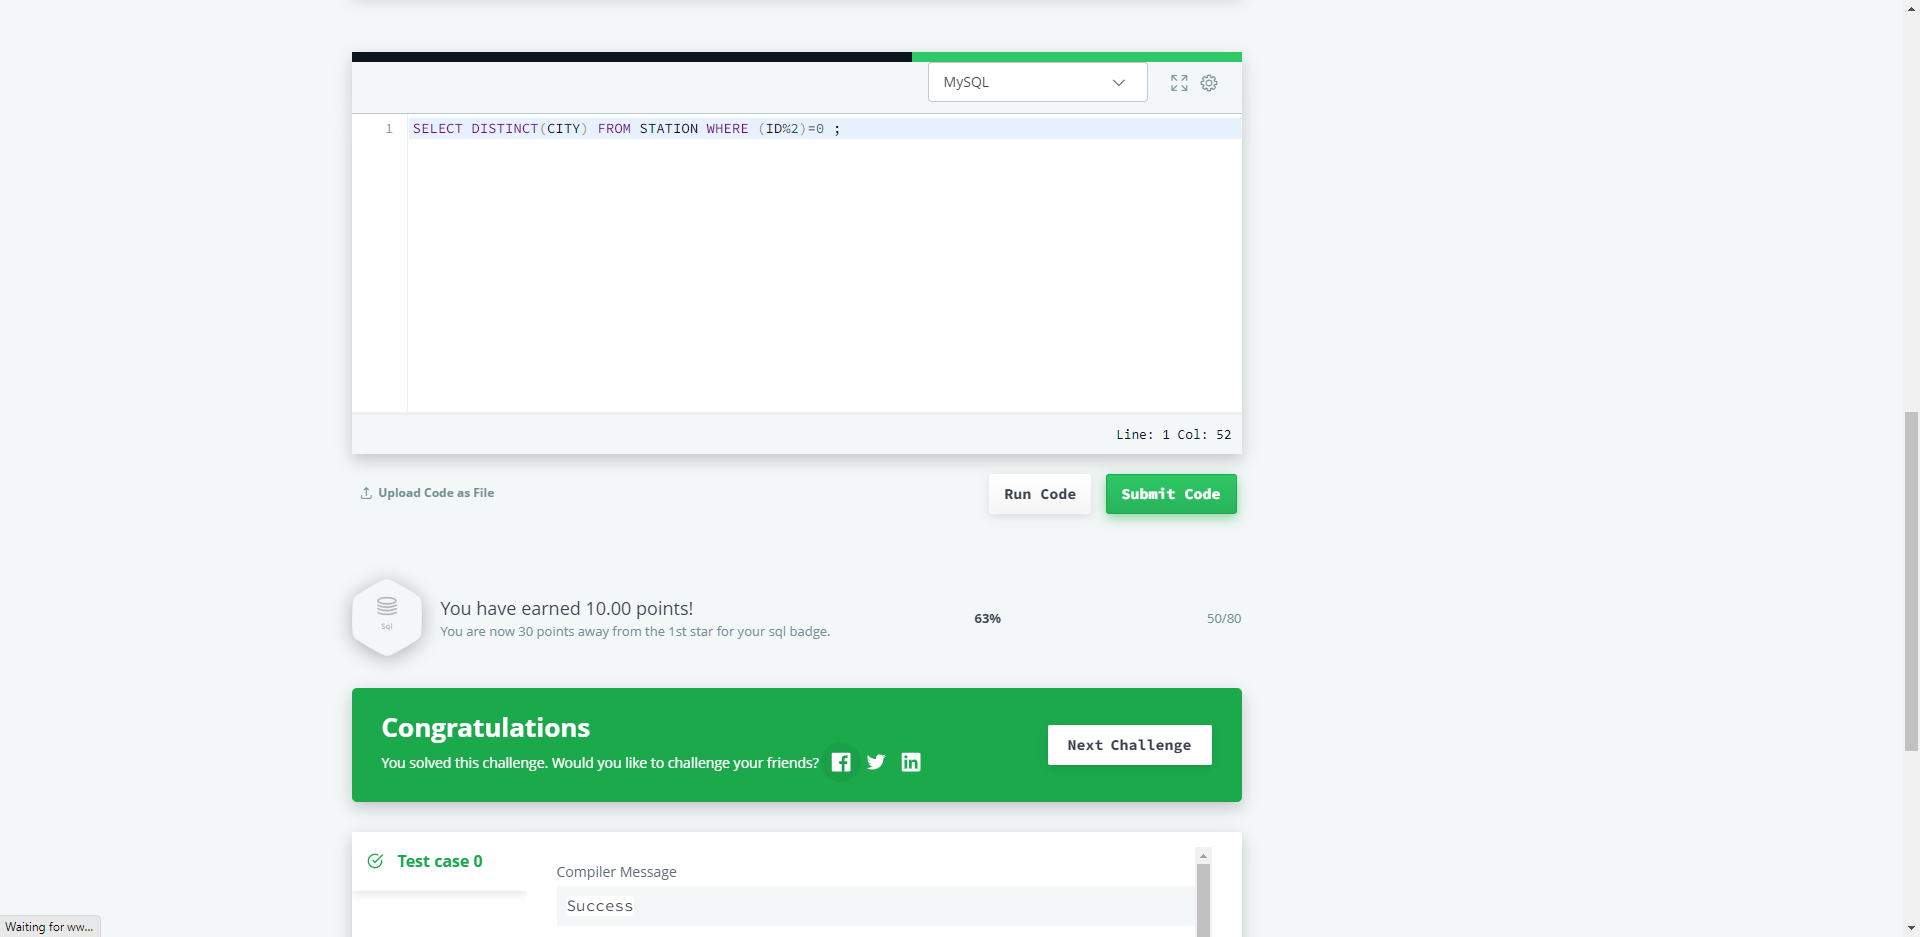 MySQL
1 SELECT DISTINCT(CITY) FROM STATION WHERE (ID%2)=0 ;
Line: 1 Col: 52
Upload Code as File
Run Code
Submit Code
Sql
You have earned 10.00 points!
You are now 30 points away from the 1st star for your sql badge.
63%
50/80
Congratulations
You solved this challenge. Would you like to challenge your friends?
Next Challenge
Test case 0
Compiler Message
Success
Waiting for ww...